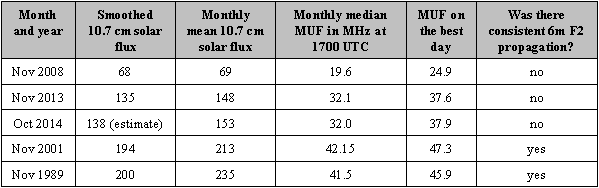 Month and year Smoothed 10.7 cm solar flux Monthly mean 10.7 cm solar flux Monthly median MUF in MHz at 1700 UTC MUF on the best day Was there consistent 6m F2 propagation?
Nov 2008 68 69 19.6 24.9 no
Nov 2013 135 148 32.1 37.6 no
Oct 2014 138 (estimate) 153 32.0 37.9 no
Nov 2001 194 213 42.15 47.3 yes
Nov 1989 200 235 41.5 45.9 yes